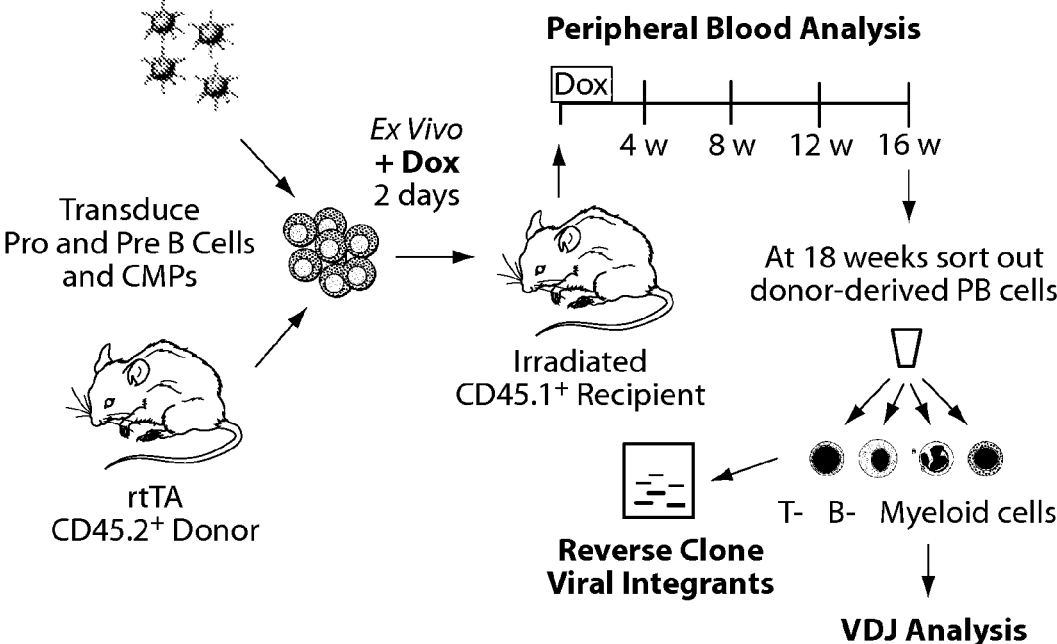 Peripheral Blood Analysis
Dox
4 w 8 w 12 w 16 w
Ex Vivo
+ Dox
2 days
Transduce
Pro and Pre B Cells
and CMPs
At 18 weeks sort out
donor-derived PB cells
Irradiated
CD45.1+ Recipient
rtTA
CD45.2+ Donor
T- B- Myeloid cells
Reverse Clone
Viral Integrants
VDJ Analysis